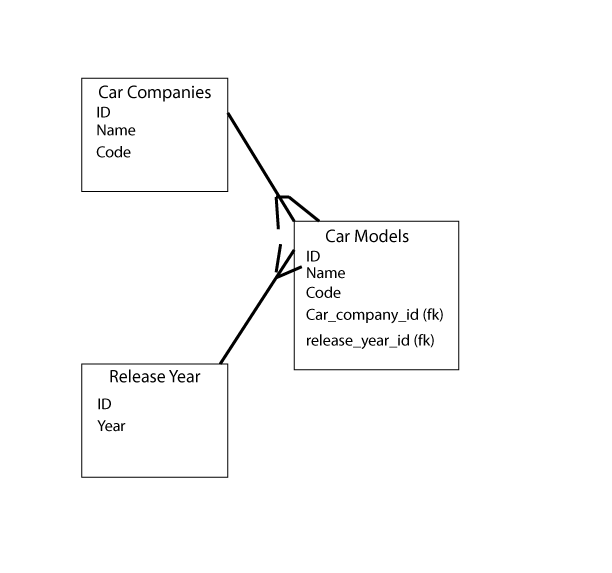 Car Companies
ID
Name
Code
Car Models
ID
Name
Code
Car_company_id (fk)
release_year_id (fk)
Release Year
ID
Year